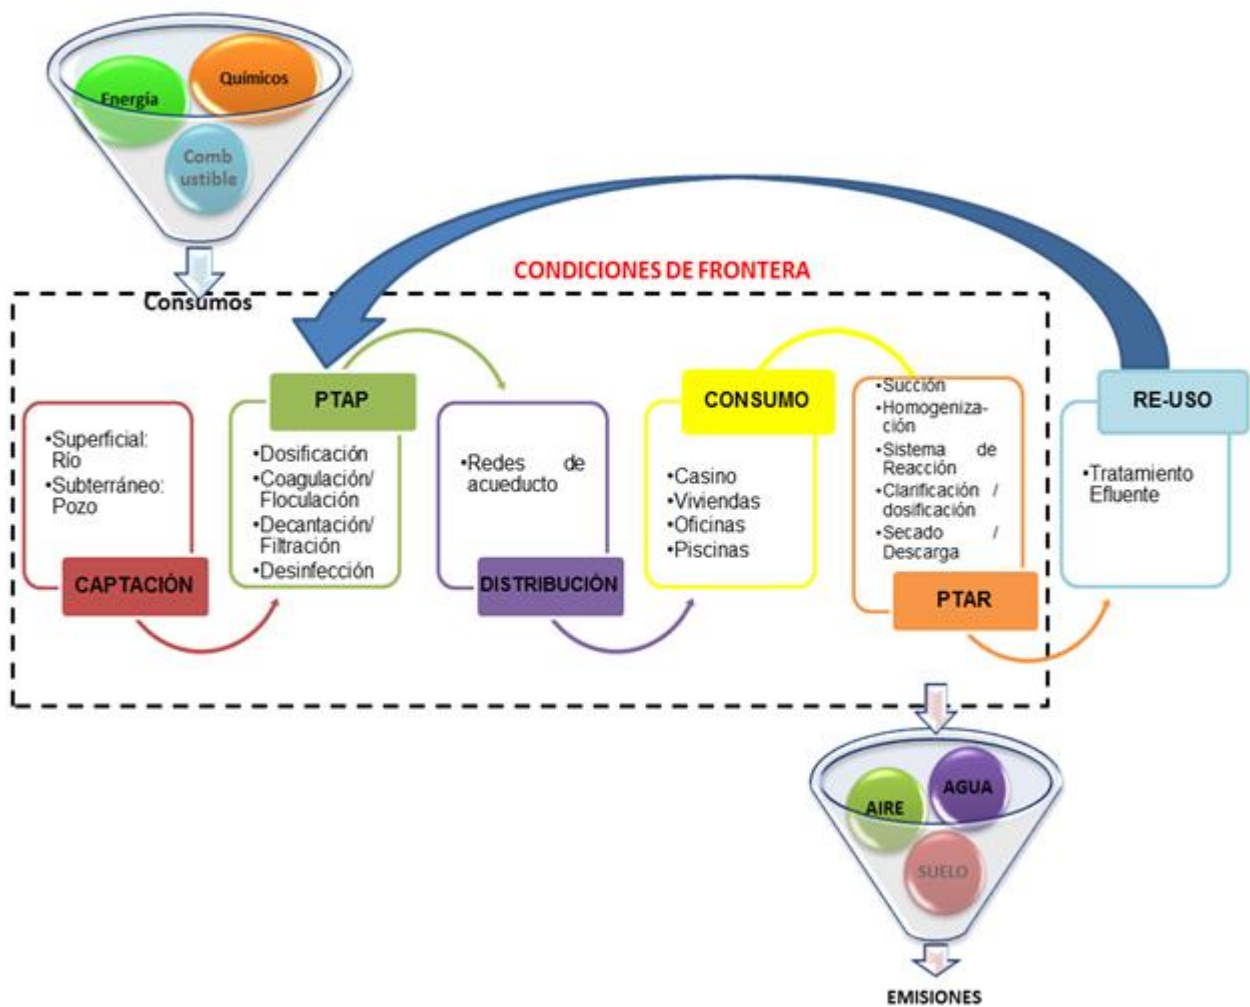 Energía
Químicos
Comb
ustible
CONDICIONES DE FRONTERA
Consumos
•Superficial:
Río
•Subterráneo:
Pozo
CAPTACIÓN
PTAP
•Dosificación
•Coagulación/
Floculación
•Decantación/
Filtración
•Desinfección
•Redes de
acueducto
DISTRIBUCIÓN
CONSUMO
•Casino
•Viviendas
•Oficinas
•Piscinas
•Succión
•Homogeniza-
ción
•Sistema de
Reacción
•Clarificación /
dosificación
•Secado /
Descarga
PTAR
RE-USO
•Tratamiento
Efluente
AIRE
AGUA
SUELO
EMISIONES